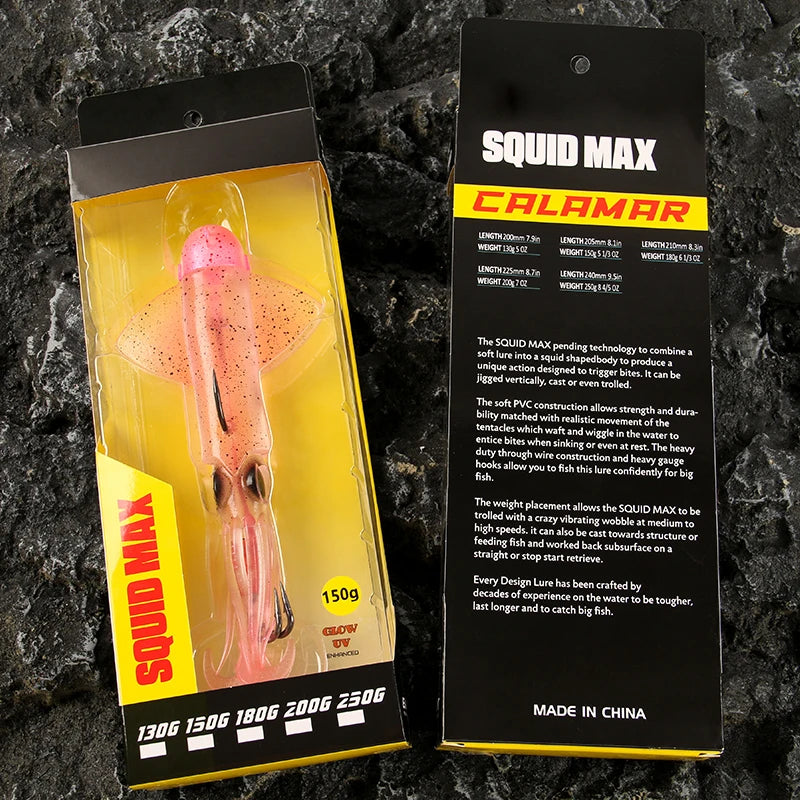 SQUID MAX
150g
GLOW
UV
ENHANCED
130G 150G 180G 200G 250G
SQUID MAX
CALAMAR
LENGTH 200mm 7.9in
WEIGHT 130g 5 OZ
LENGTH 205mm 8.1in
WEIGHT 150g 5 1/3 OZ
LENGTH 210mm 8.3in
WEIGHT 180g 6 1/3 OZ
LENGTH 225mm 8.7in
WEIGHT 200g 7 OZ
LENGTH 240mm 9.5in
WEIGHT 250g 8 4/5 OZ
The SQUID MAX pending technology to combine a
soft lure into a squid shapedbody to produce a
unique action designed to trigger bites. It can be
jigged vertically, cast or even trolled.
The soft PVC construction allows strength and dura-
bility matched with realistic movement of the
tentacles which waft and wiggle in the water to
entice bites when sinking or even at rest. The heavy
duty through wire construction and heavy gauge
hooks allow you to fish this lure confidently for big
fish.
The weight placement allows the SQUID MAX to be
trolled with a crazy vibrating wobble at medium to
high speeds. it can also be cast towards structure or
feeding fish and worked back subsurface on a
straight or stop start retrieve.
Every Design Lure has been crafted by
decades of experience on the water to be tougher,
last longer and to catch big fish.
MADE IN CHINA